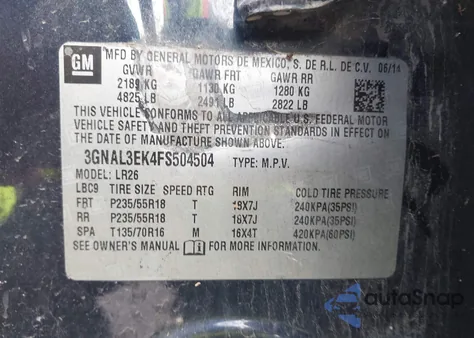 GM
MFD BY GENERAL MOTORS DE MEXICO, S. DE R.L. DE C.V. 06/14
GVWR GAWR FRT GAWR RR
2189 KG 1130 KG 1280 KG
4825 LB 2491 LB 2822 LB
THIS VEHICLE CONFORMS TO ALL APPLICABLE U.S. FEDERAL MOTOR
VEHICLE SAFETY AND THEFT PREVENTION STANDARDS IN EFFECT ON
THE DATE OF MANUFACTURE SHOWN ABOVE.
3GNAL3EK4FS504504 TYPE: M.P.V.
MODEL: LR26
LBC9 TIRE SIZE SPEED RTG RIM COLD TIRE PRESSURE
FRT P235/55R18 T 18X7J 240KPA(35PSI)
RR P235/55R18 T 18X7J 240KPA(35PSI)
SPA T135/70R16 M 16X4T 420KPA(60PSI)
SEE OWNER'S MANUAL FOR MORE INFORMATION
autoSnap